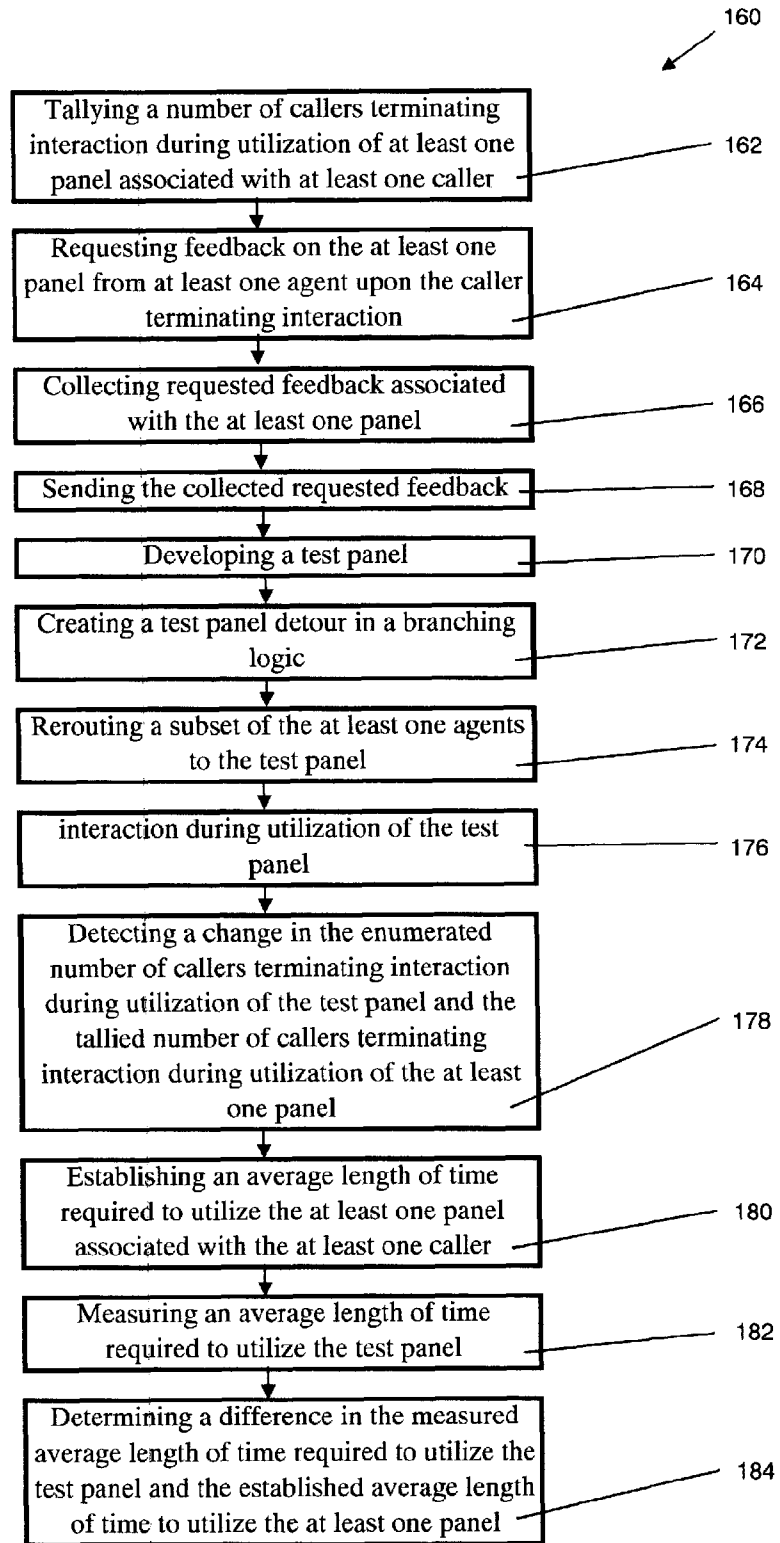 160
Tallying a number of callers terminating
interaction during utilization of at least one
panel associated with at least one caller
162
Requesting feedback on the at least one
panel from at least one agent upon the caller
terminating interaction
164
Collecting requested feedback associated
with the at least one panel
166
Sending the collected requested feedback
168
Developing a test panel
170
Creating a test panel detour in a branching
logic
172
Rerouting a subset of the at least one agents
to the test panel
174
interaction during utilization of the test
panel
176
Detecting a change in the enumerated
number of callers terminating interaction
during utilization of the test panel and the
tallied number of callers terminating
interaction during utilization of the at least
one panel
178
Establishing an average length of time
required to utilize the at least one panel
associated with the at least one caller
180
Measuring an average length of time
required to utilize the test panel
182
Determining a difference in the measured
average length of time required to utilize the
test panel and the established average length
of time to utilize the at least one panel
184